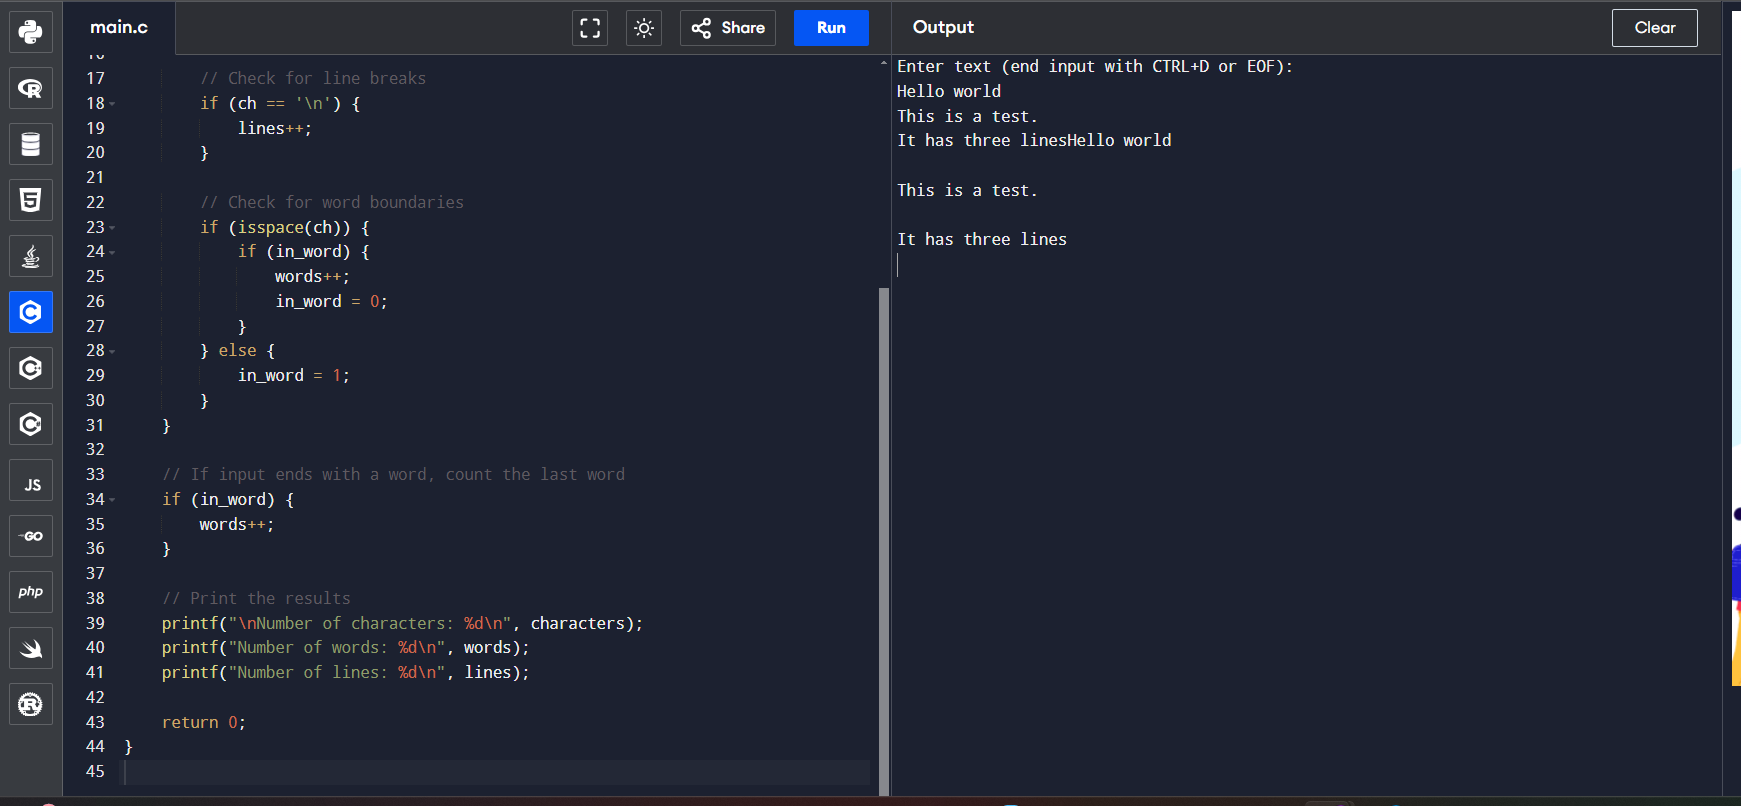 main.c
Share
Run
Output
Clear
16
17 // Check for line breaks
18 if (ch == '\n') {
19 lines++;
20 }
21
22 // Check for word boundaries
23 if (isspace(ch)) {
24 if (in_word) {
25 words++;
26 in_word = 0;
27 }
28 } else {
29 in_word = 1;
30 }
31 }
32
33 // If input ends with a word, count the last word
34 if (in_word) {
35 words++;
36 }
37
38 // Print the results
39 printf("\nNumber of characters: %d\n", characters);
40 printf("Number of words: %d\n", words);
41 printf("Number of lines: %d\n", lines);
42
43 return 0;
44 }
45
Enter text (end input with CTRL+D or EOF):
Hello world
This is a test.
It has three linesHello world
This is a test.
It has three lines
R
5
C
C
C
JS
GO
php
R